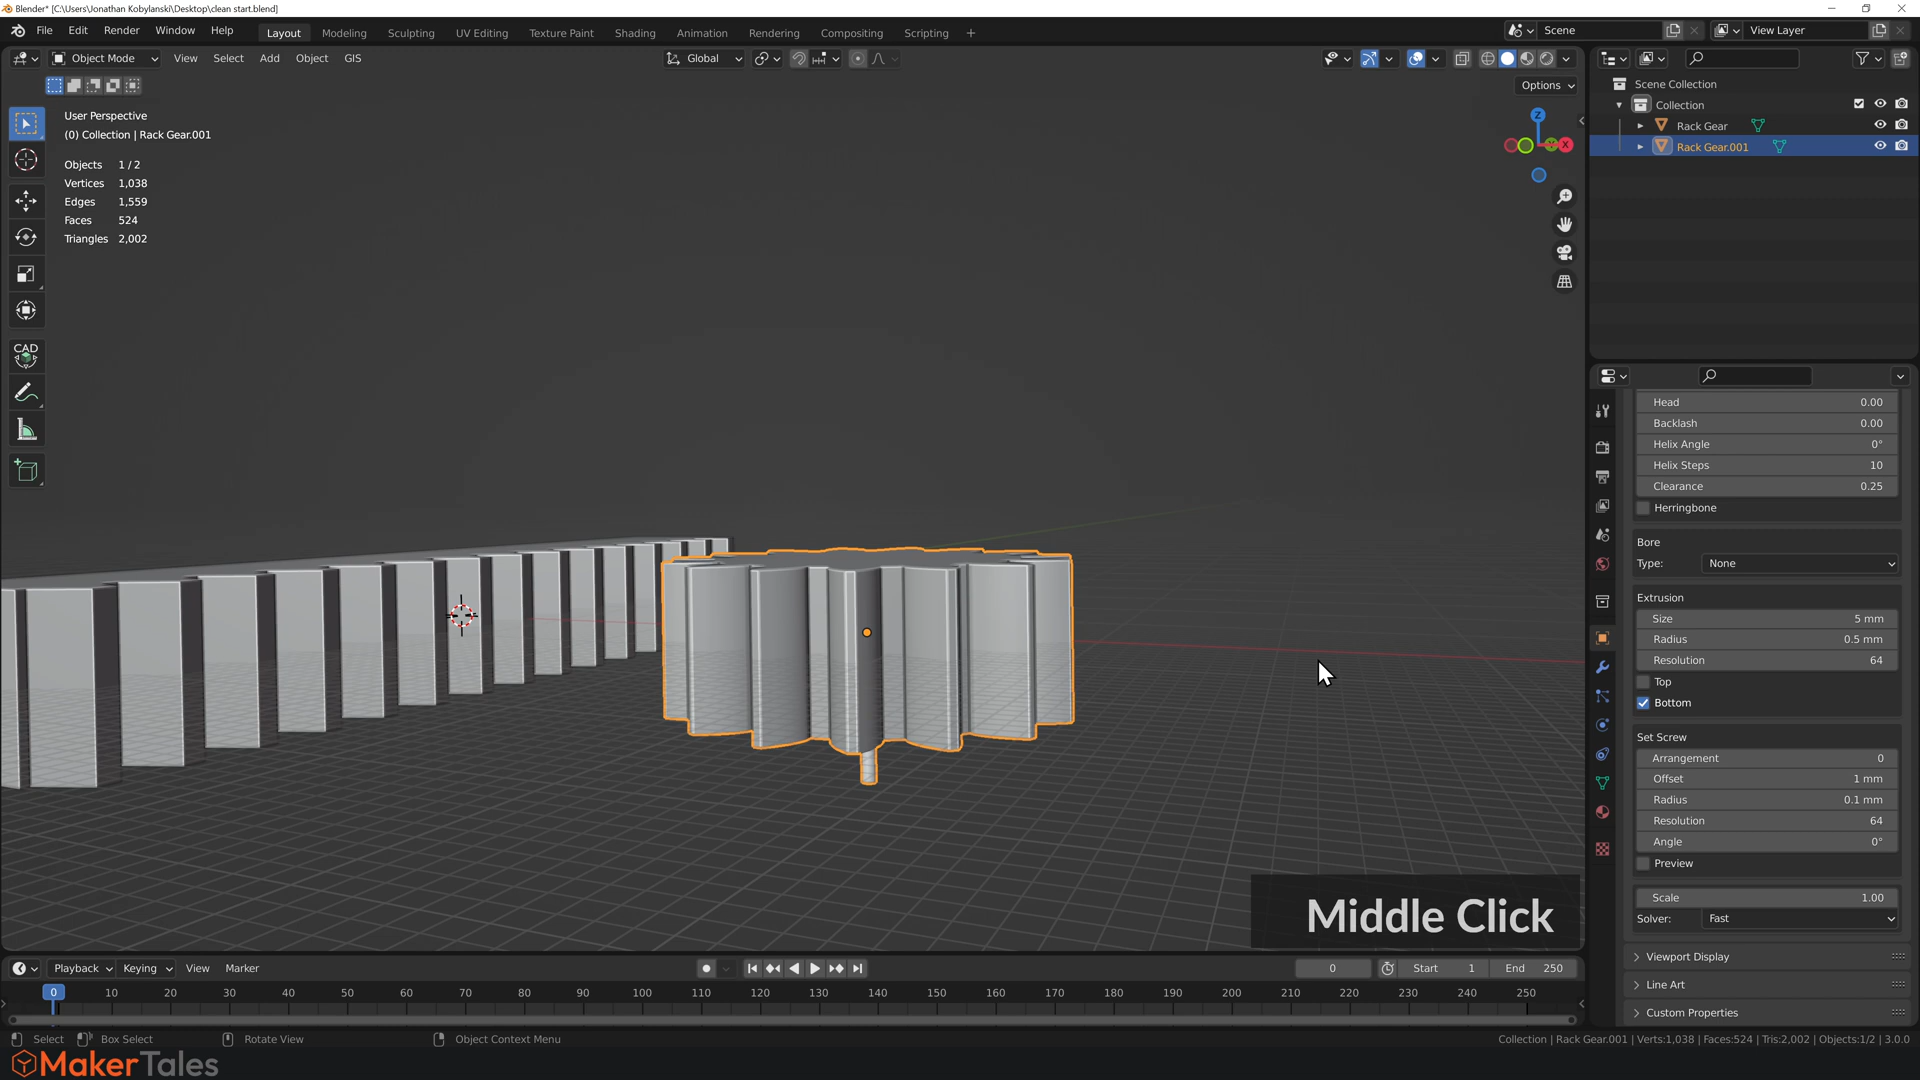 Blender* [C:\Users\Jonathan Kobylanski\Desktop\clean start.blend]
File Edit Render Window Help Layout Modeling Sculpting UV Editing Texture Paint Shading Animation Rendering Compositing Scripting + Scene View Layer
Object Mode View Select Add Object GIS Global
Options
User Perspective
(0) Collection | Rack Gear.001
Objects 1 / 2
Vertices 1,038
Edges 1,559
Faces 524
Triangles 2,002
CAD
Z
X
Scene Collection
Collection
Rack Gear
Rack Gear.001
Head 0.00
Backlash 0.00
Helix Angle 0°
Helix Steps 10
Clearance 0.25
Herringbone
Bore
Type: None
Extrusion
Size 5 mm
Radius 0.5 mm
Resolution 64
Top
Bottom
Set Screw
Arrangement 0
Offset 1 mm
Radius 0.1 mm
Resolution 64
Angle 0°
Preview
Scale 1.00
Solver: Fast
Viewport Display
Line Art
Custom Properties
Middle Click
Playback Keying View Marker 0 Start 1 End 250
0 10 20 30 40 50 60 70 80 90 100 110 120 130 140 150 160 170 180 190 200 210 220 230 240 250
Select Box Select Rotate View Object Context Menu Collection | Rack Gear.001 | Verts:1,038 | Faces:524 | Tris:2,002 | Objects:1/2 | 3.0.0
MakerTales